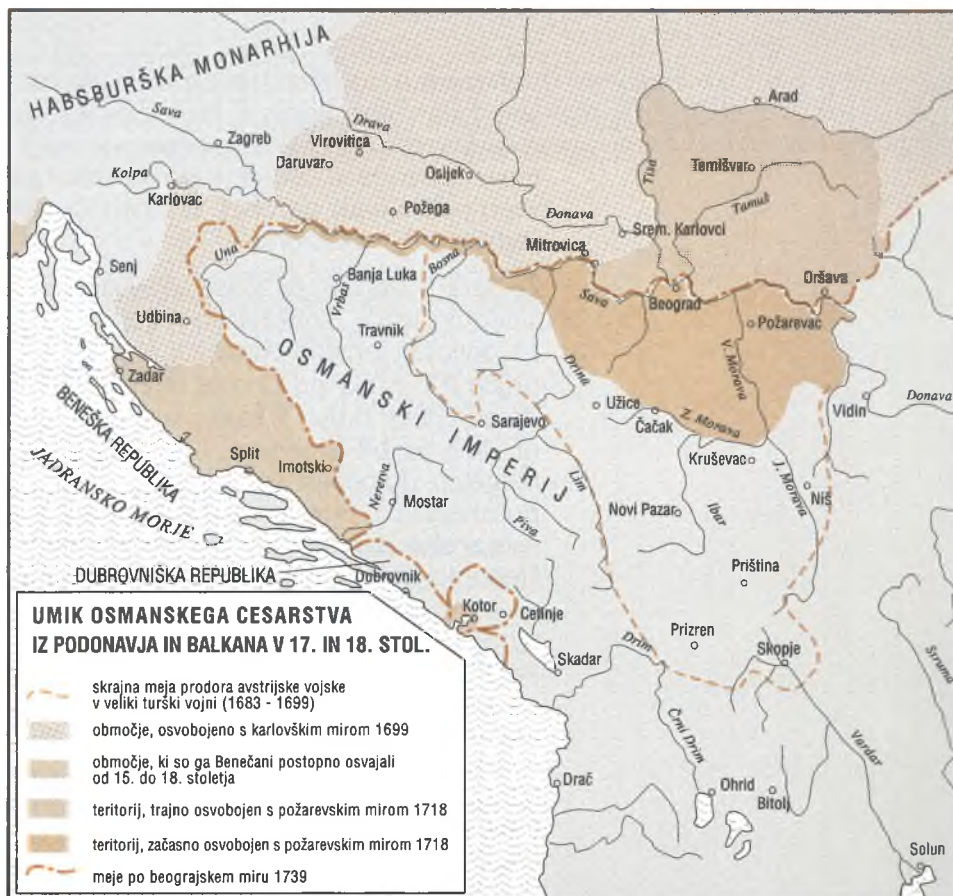 HABSBURŠKA MONARHIJA
Sava
Zagreb
Drava
Virovitica
Daruvar
Osijek
Arad
Tisa
Temišvar
Tamuš
Kolpa
Karlovac
Požega
Donava
Srem. Karlovci
Mitrovica
Senj
Una
Banja Luka
Bosna
Vrbas
Sava
Beograd
Oršava
Udbina
Travnik
Požarevac
V. Morava
OSMANSKI IMPERIJ
Drina
Zadar
Užice
Čačak
Z. Morava
Vidin
Donava
Sarajevo
BENEŠKA REPUBLIKA
JADRANSKO MORJE
Split
Imotski
Kruševac
J. Morava
Niš
Lim
Nererva
Mostar
Novi Pazar
Ibar
Piva
Priština
DUBROVNIŠKA REPUBLIKA
Dubrovnik
Kotor
Cetinje
Prizren
Skopje
Drim
Skadar
Struma
Črni Drim
Vardar
Drač
Ohrid
Bitolj
Solun
UMIK OSMANSKEGA CESARSTVA
IZ PODONAVJA IN BALKANA V 17. IN 18. STOL.
skrajna meja prodora avstrijske vojske
v veliki turški vojni (1683 - 1699)
območje, osvobojeno s karlovškim mirom 1699
območje, ki so ga Benečani postopno osvajali
od 15. do 18. stoletja
teritorij, trajno osvobojen s požarevskim mirom 1718
teritorij, začasno osvobojen s požarevskim mirom 1718
meje po beograjskem miru 1739